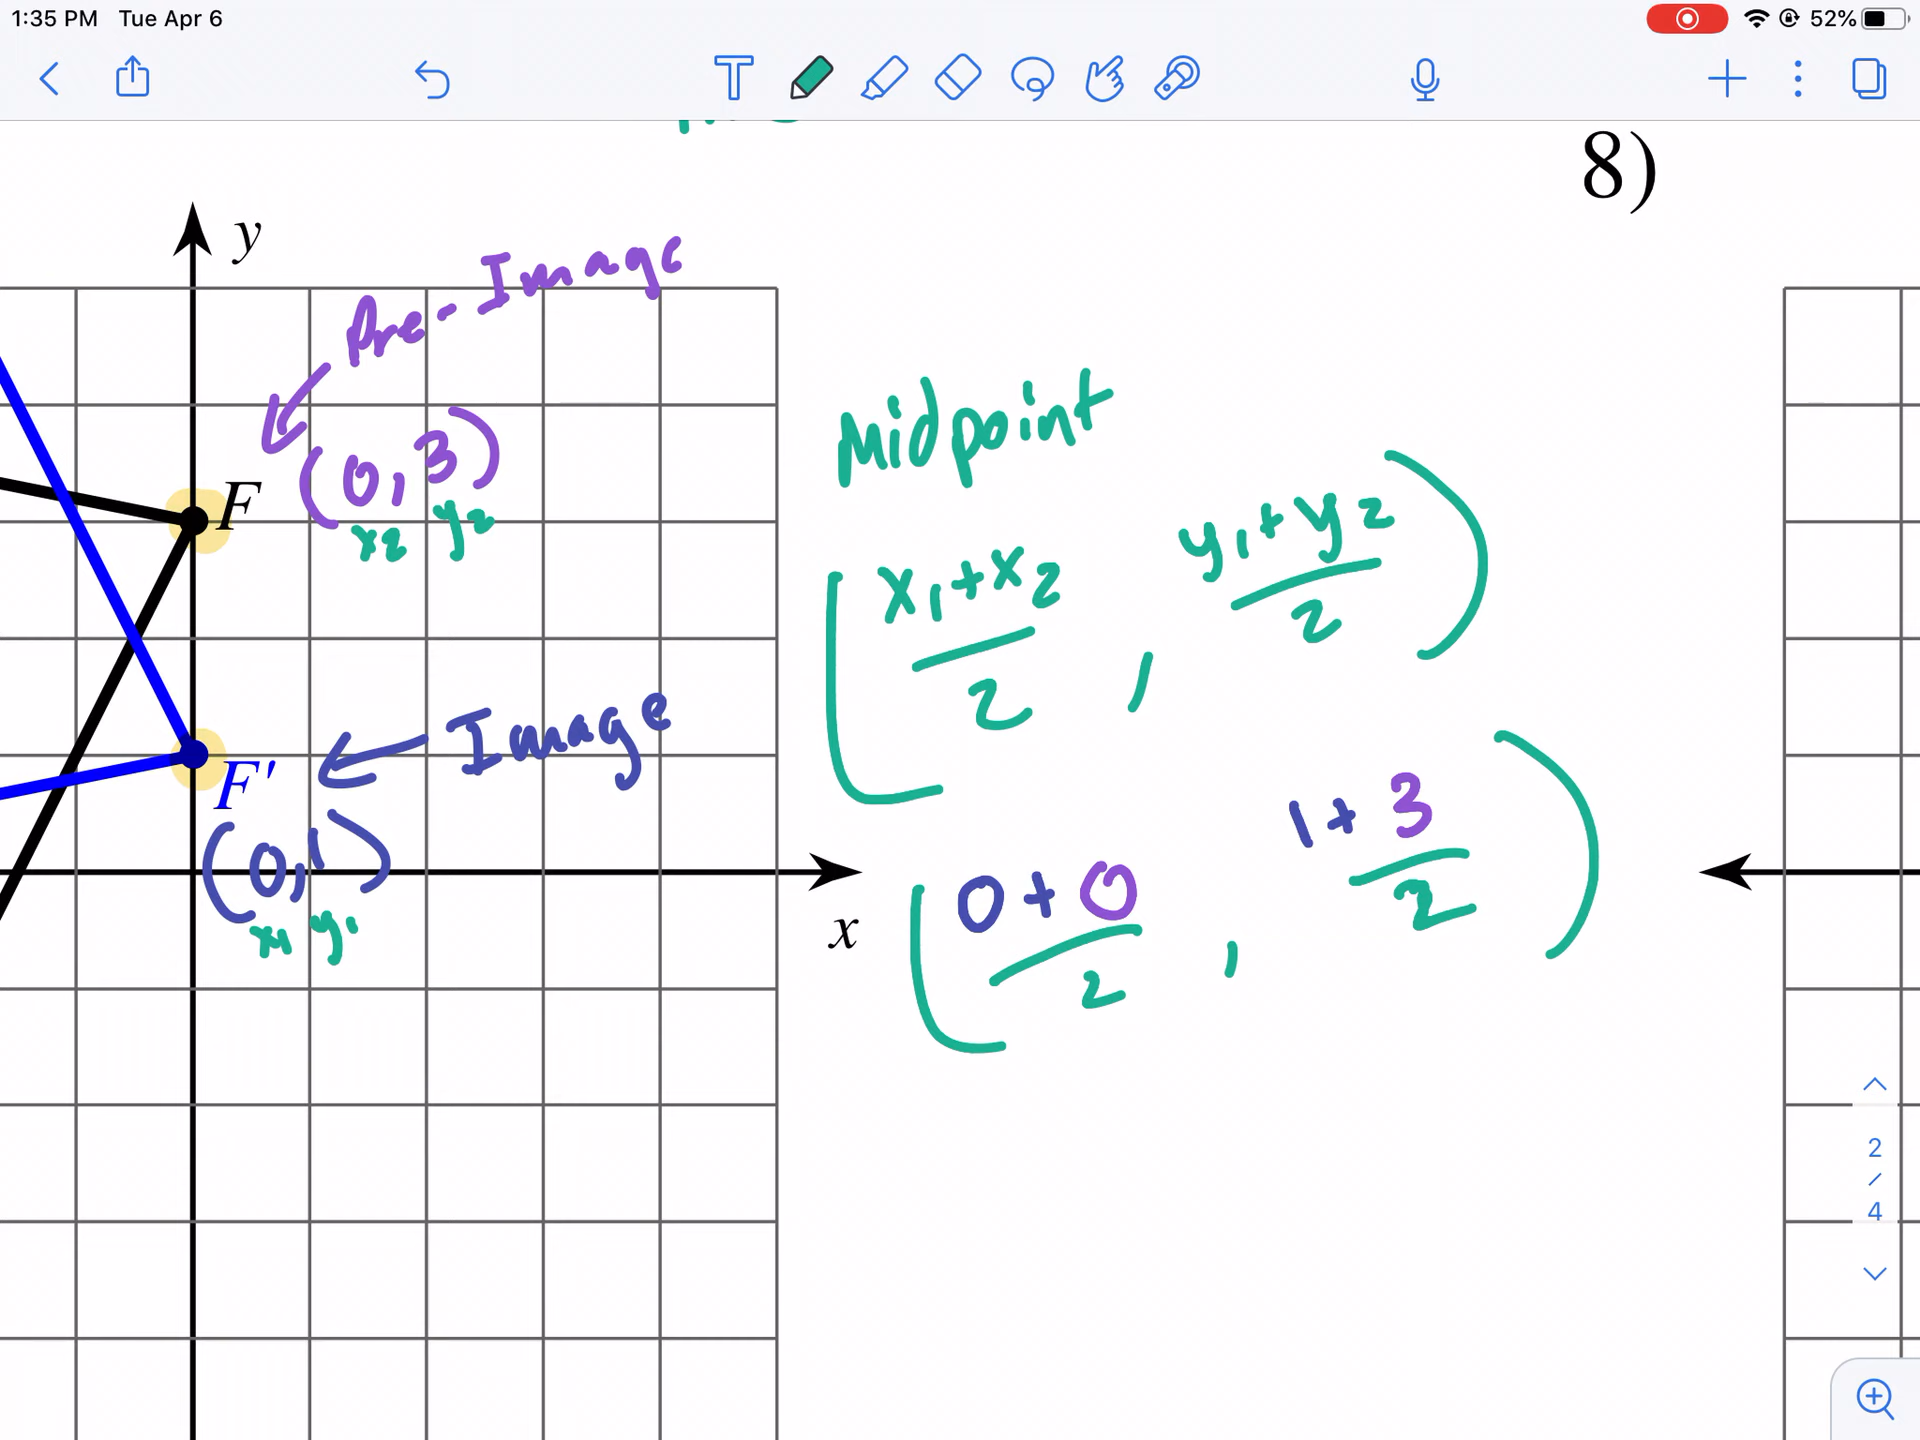 1:35 PM Tue Apr 6
52%
8)
y
Pre-Image
(0,3)
F
x2 y2
Midpoint
(x1+x2/2, y1+y2/2)
Image
F'
(0,1)
x1 y1
x
(0+0/2, 1+3/2)
2
/
4